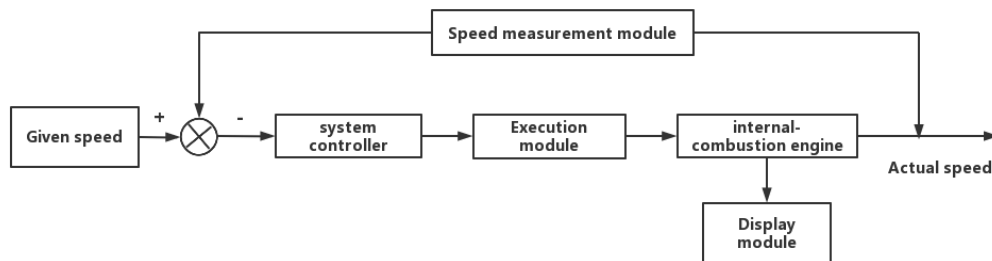 Speed measurement module
+
-
Given speed
system
controller
Execution
module
internal-
combustion engine
Actual speed
Display
module